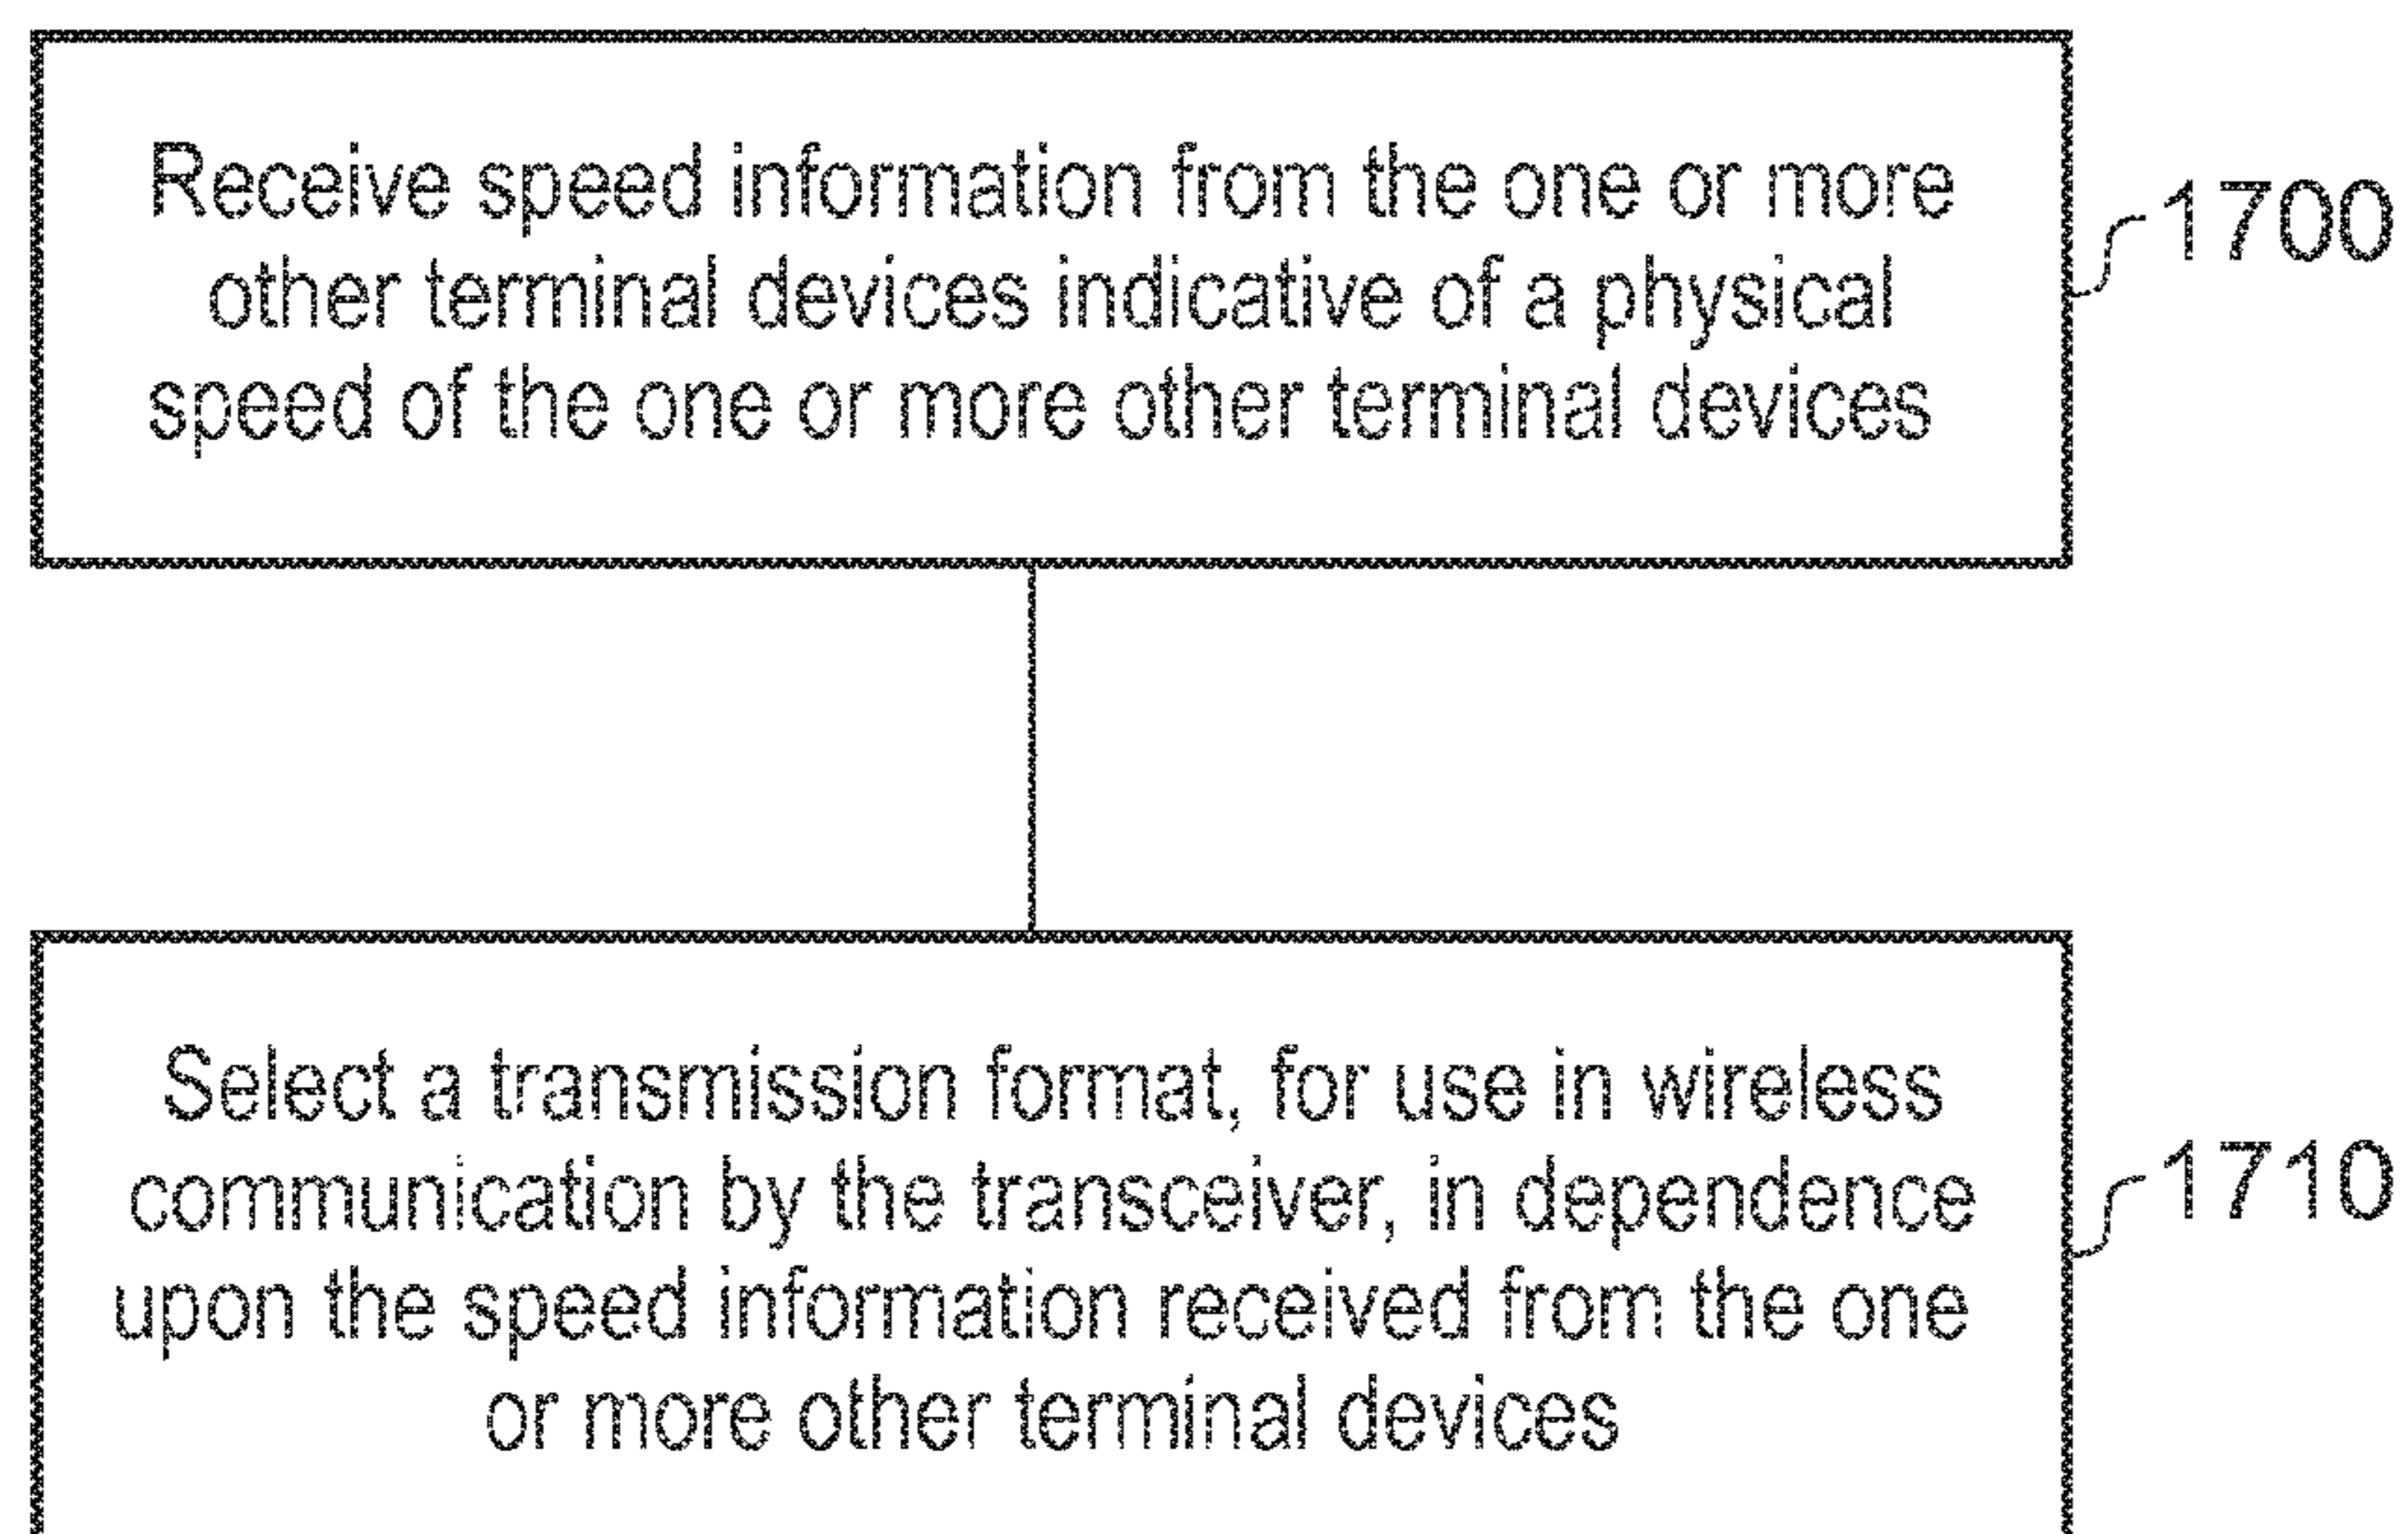 Receive speed information from the one or more
other terminal devices indicative of a physical
speed of the one or more other terminal devices
1700
Select a transmission format, for use in wireless
communication by the transceiver, in dependence
upon the speed information received from the one
or more other terminal devices
1710